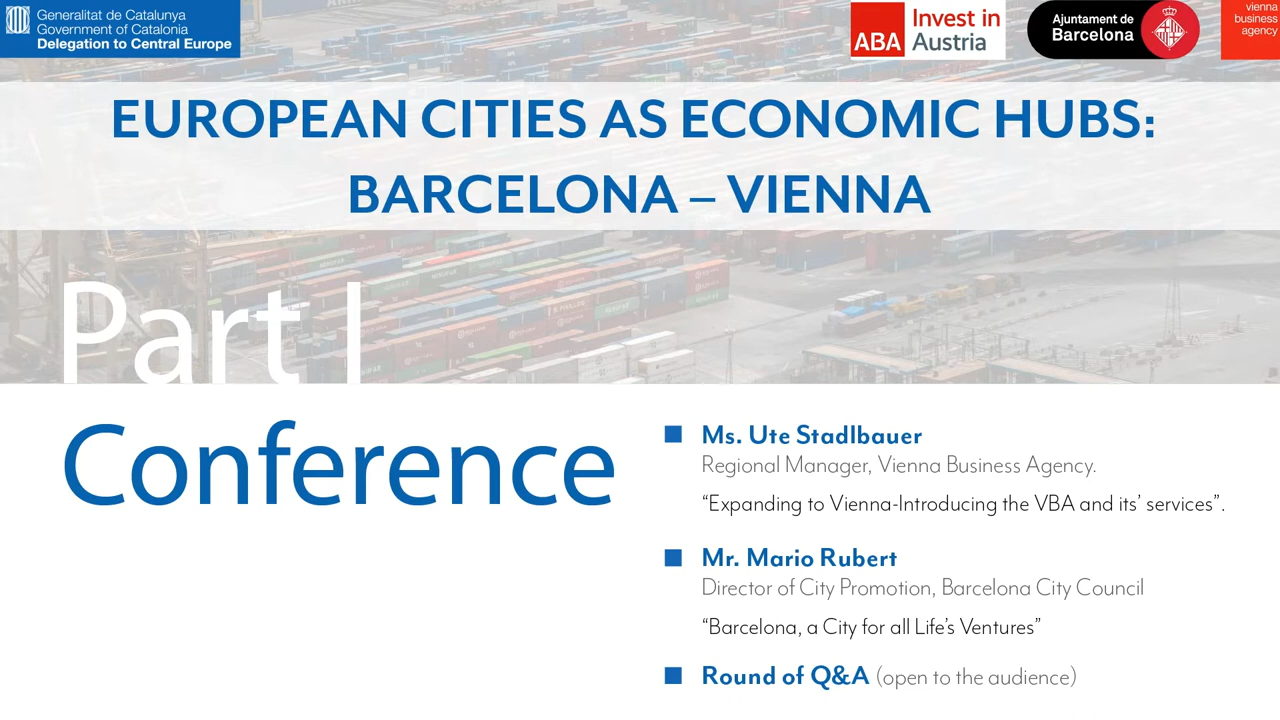 Generalitat de Catalunya
Government of Catalonia
Delegation to Central Europe
ABA
Invest in
Austria
Ajuntament de
Barcelona
vienna
business
agency
EUROPEAN CITIES AS ECONOMIC HUBS:
BARCELONA – VIENNA
Part I
Conference
Ms. Ute Stadlbauer
Regional Manager, Vienna Business Agency.
“Expanding to Vienna-Introducing the VBA and its’ services”.
Mr. Mario Rubert
Director of City Promotion, Barcelona City Council
“Barcelona, a City for all Life’s Ventures”
Round of Q&A (open to the audience)